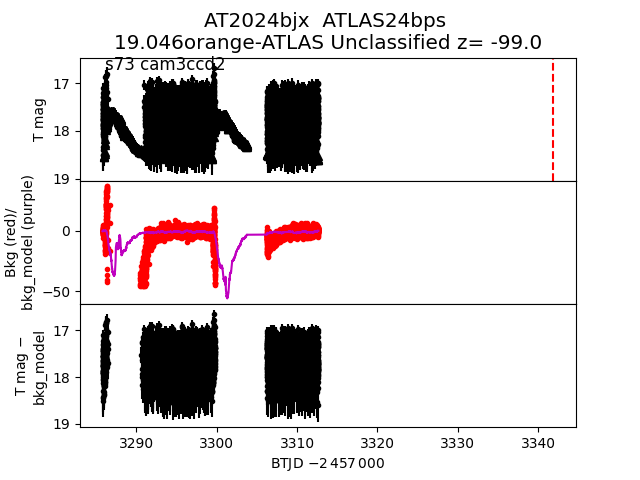 AT2024bjx  ATLAS24bps
19.046orange-ATLAS Unclassified z= -99.0
s73 cam3ccd2
17
18
19
T mag
0
−50
Bkg (red)/
bkg_model (purple)
17
18
19
T mag −
bkg_model
3290 3300 3310 3320 3330 3340
BTJD −2 457 000